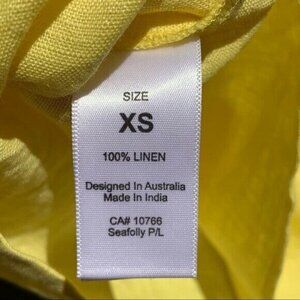 SIZE
XS
100% LINEN
Designed In Australia
Made In India
CA# 10766
Seafolly P/L